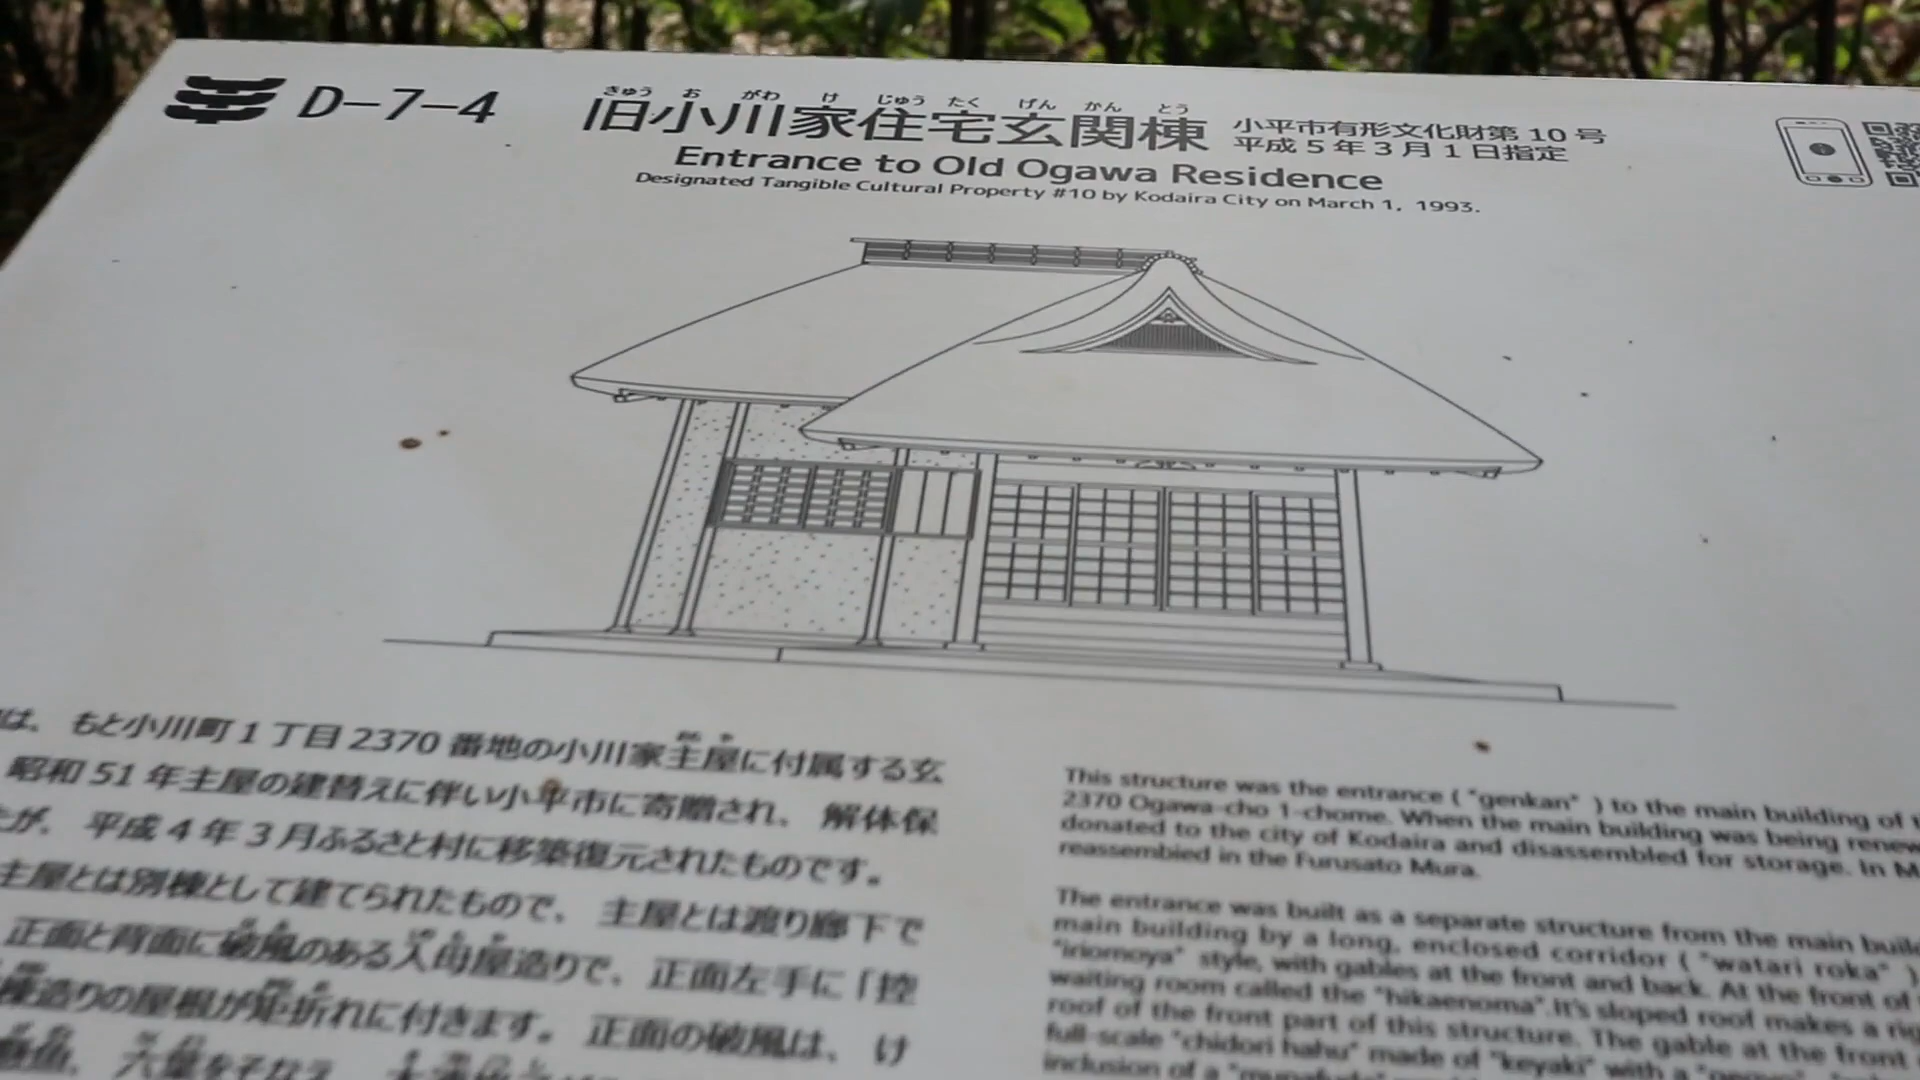 D-7-4
きゅう お がわ け じゅう たく げん かん とう
旧小川家住宅玄関棟
小平市有形文化財第10号
平成5年3月1日指定
Entrance to Old Ogawa Residence
Designated Tangible Cultural Property #10 by Kodaira City on March 1, 1993.
は、もと小川町1丁目2370番地の小川家主屋に付属する玄
昭和51年主屋の建替えに伴い小平市に寄贈され、解体保
が、平成4年3月ふるさと村に移築復元されたものです。
主屋とは別棟として建てられたもので、主屋とは渡り廊下で
正面と背面に破風のある入母屋造りで、正面左手に「控
棟造りの屋根が矩折れに付きます。正面の破風は、け
六葉をそなえ
This structure was the entrance ( "genkan" ) to the main building of
2370 Ogawa-cho 1-chome. When the main building was being
donated to the city of Kodaira and disassembled for storage. In
reassembled in the Furusato Mura.
The entrance was built as a separate structure from the main
main building by a long, enclosed corridor ( "watari roka" )
"iriomoya" style, with gables at the front and back. At the front of
waiting room called the "hikaenoma". It's sloped roof makes a
roof of the front part of this structure. The gable at the front
full-scale "chidori hahu" made of "keyaki" with a
inclusion of a